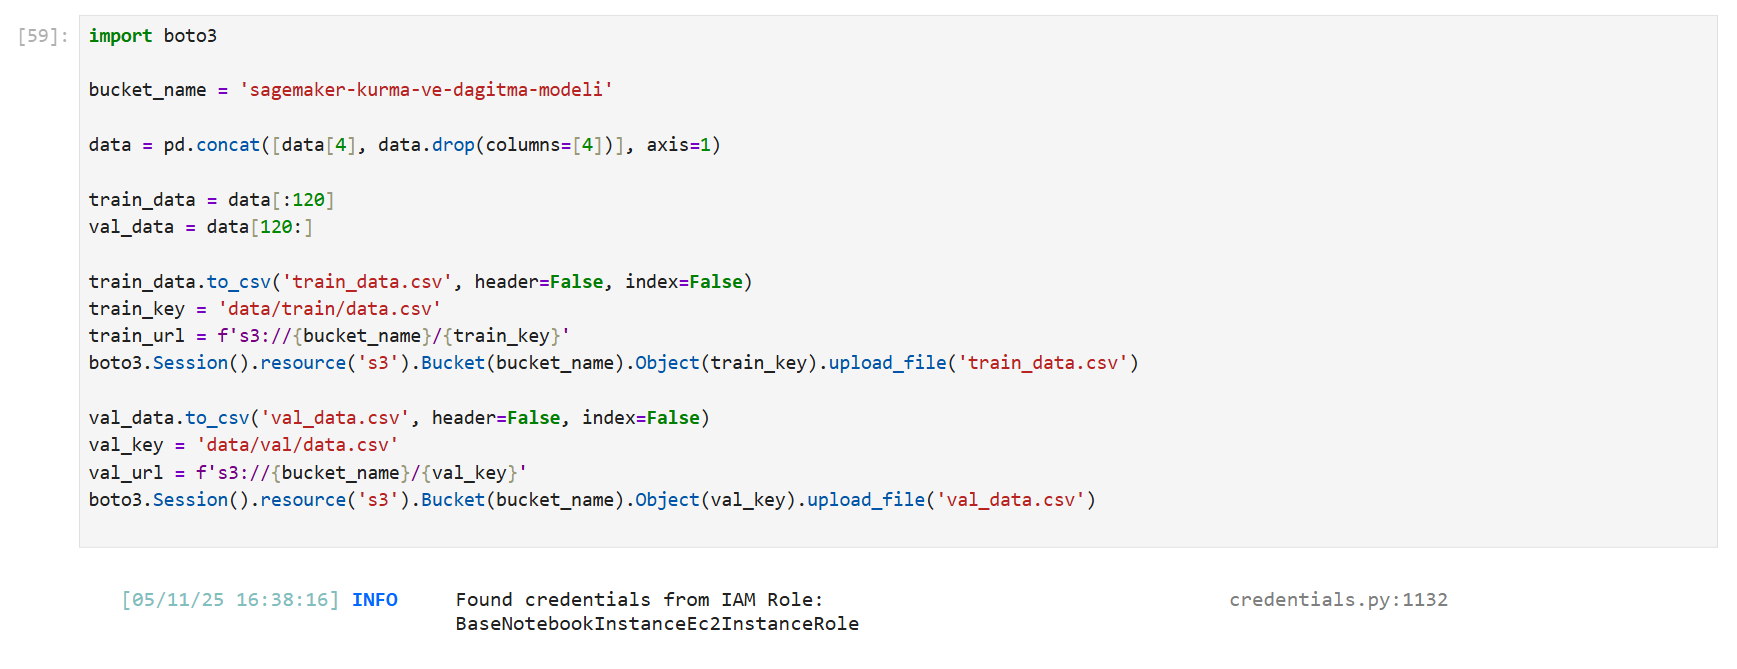 [59]: import boto3
bucket_name = 'sagemaker-kurma-ve-dagitma-modeli'
data = pd.concat([data[4], data.drop(columns=[4])], axis=1)
train_data = data[:120]
val_data = data[120:]
train_data.to_csv('train_data.csv', header=False, index=False)
train_key = 'data/train/data.csv'
train_url = f's3://{bucket_name}/{train_key}'
boto3.Session().resource('s3').Bucket(bucket_name).Object(train_key).upload_file('train_data.csv')
val_data.to_csv('val_data.csv', header=False, index=False)
val_key = 'data/val/data.csv'
val_url = f's3://{bucket_name}/{val_key}'
boto3.Session().resource('s3').Bucket(bucket_name).Object(val_key).upload_file('val_data.csv')
[05/11/25 16:38:16] INFO Found credentials from IAM Role: credentials.py:1132
BaseNotebookInstanceEc2InstanceRole